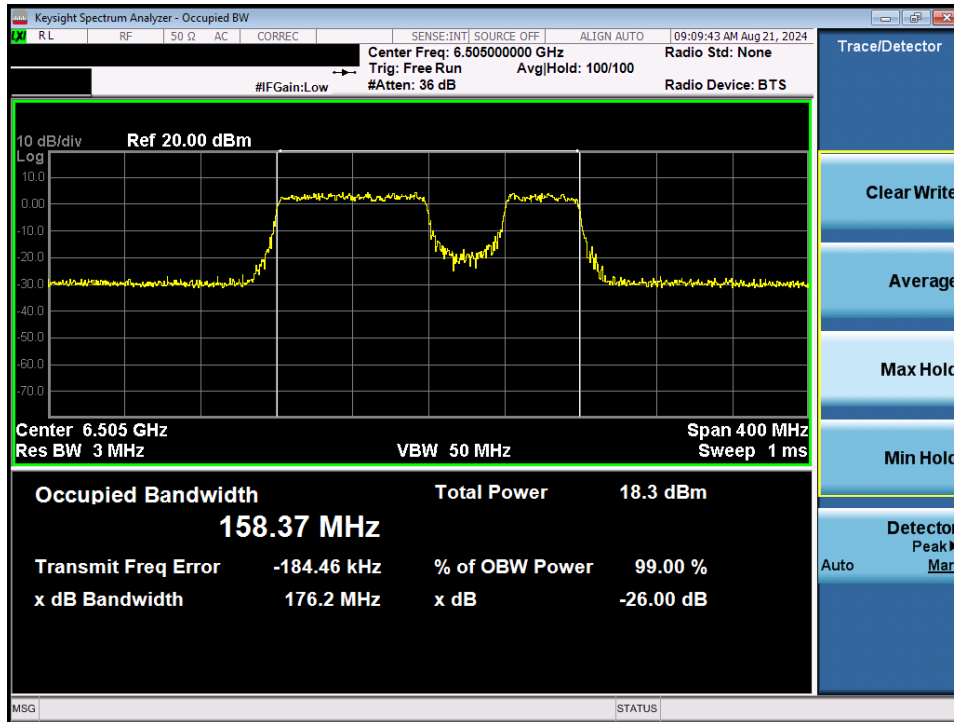 Keysight Spectrum Analyzer - Occupied BW
LXI RL RF 50 Ω AC CORREC SENSE:INT SOURCE OFF ALIGN AUTO 09:09:43 AM Aug 21, 2024
Center Freq: 6.505000000 GHz Radio Std: None
Trig: Free Run Avg|Hold: 100/100
#IFGain:Low #Atten: 36 dB Radio Device: BTS
Trace/Detector
10 dB/div Ref 20.00 dBm
Log
10.0
0.00
-10.0
-20.0
-30.0
-40.0
-50.0
-60.0
-70.0
Center 6.505 GHz Span 400 MHz
Res BW 3 MHz VBW 50 MHz Sweep 1 ms
Occupied Bandwidth Total Power 18.3 dBm
158.37 MHz
Transmit Freq Error -184.46 kHz % of OBW Power 99.00 %
x dB Bandwidth 176.2 MHz x dB -26.00 dB
Clear Write
Average
Max Hold
Min Hold
Detector
Peak
Auto Man
MSG STATUS